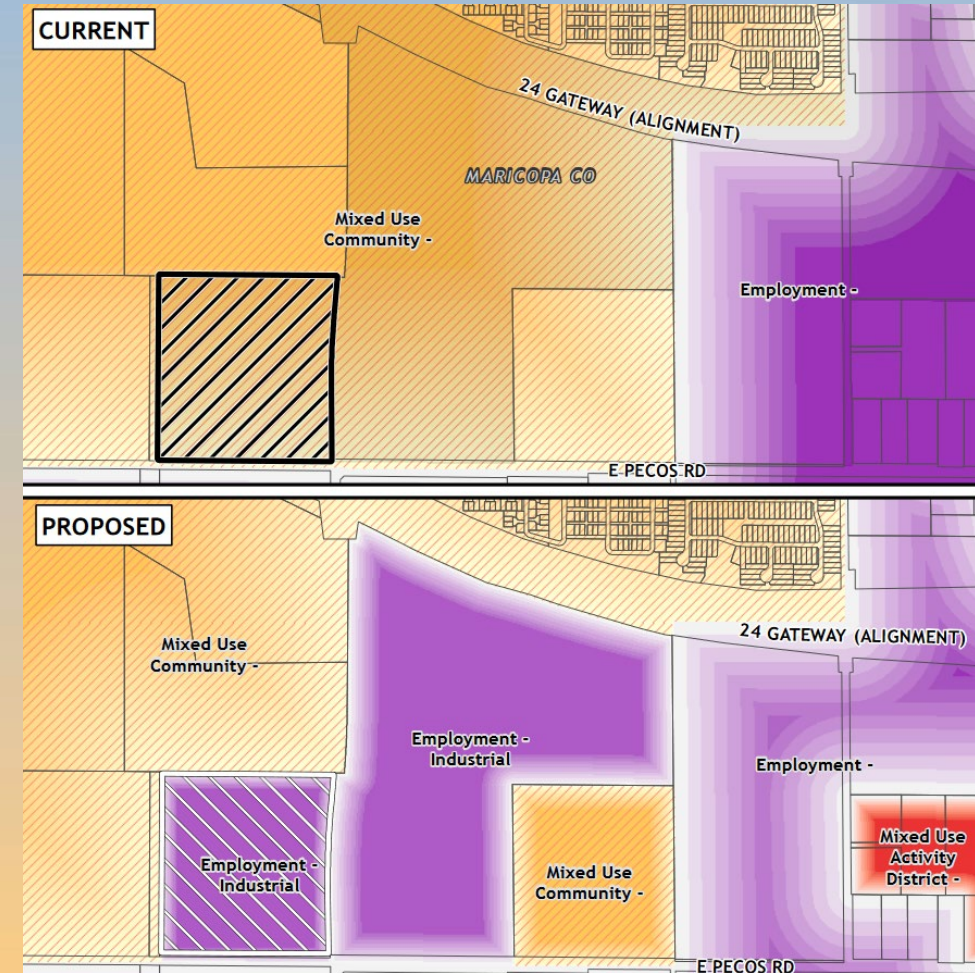 CURRENT
24 GATEWAY (ALIGNMENT)
MARICOPA CO
Mixed Use
Community -
Employment -
E PECOS RD
PROPOSED
24 GATEWAY (ALIGNMENT)
Mixed Use
Community -
Employment -
Industrial
Employment -
Mixed Use
Activity
District -
Employment -
Industrial
Mixed Use
Community -
E PECOS RD